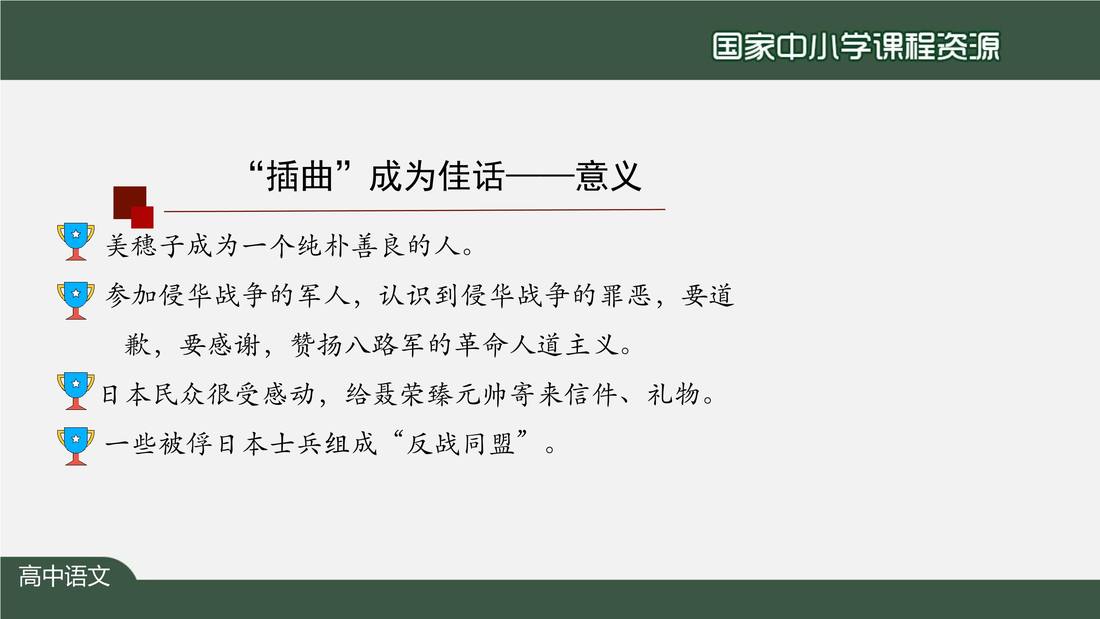 国家中小学课程资源
“插曲”成为佳话——意义
美穗子成为一个纯朴善良的人。
参加侵华战争的军人，认识到侵华战争的罪恶，要道
歉，要感谢，赞扬八路军的革命人道主义。
日本民众很受感动，给聂荣臻元帅寄来信件、礼物。
一些被俘日本士兵组成“反战同盟”。
高中语文